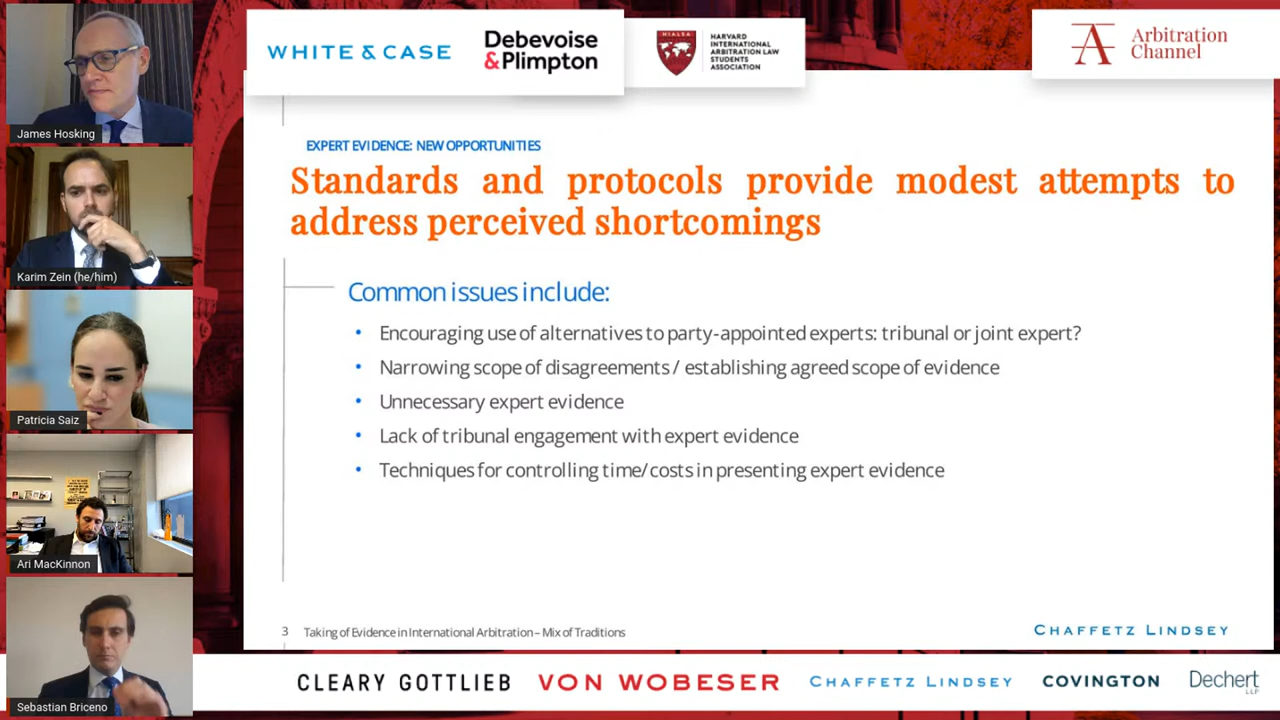 James Hosking
Karim Zein (he/him)
Patricia Saiz
Ari MacKinnon
Sebastian Briceno
WHITE & CASE
Debevoise
&Plimpton
HIALSA
HARVARD
INTERNATIONAL
ARBITRATION LAW
STUDENTS
ASSOCIATION
Arbitration
Channel
EXPERT EVIDENCE: NEW OPPORTUNITIES
Standards and protocols provide modest attempts to
address perceived shortcomings
Common issues include:
• Encouraging use of alternatives to party-appointed experts: tribunal or joint expert?
• Narrowing scope of disagreements / establishing agreed scope of evidence
• Unnecessary expert evidence
• Lack of tribunal engagement with expert evidence
• Techniques for controlling time/costs in presenting expert evidence
3 Taking of Evidence in International Arbitration – Mix of Traditions
CHAFFETZ LINDSEY
CLEARY GOTTLIEB VON WOBESER CHAFFETZ LINDSEY COVINGTON Dechert
LLP